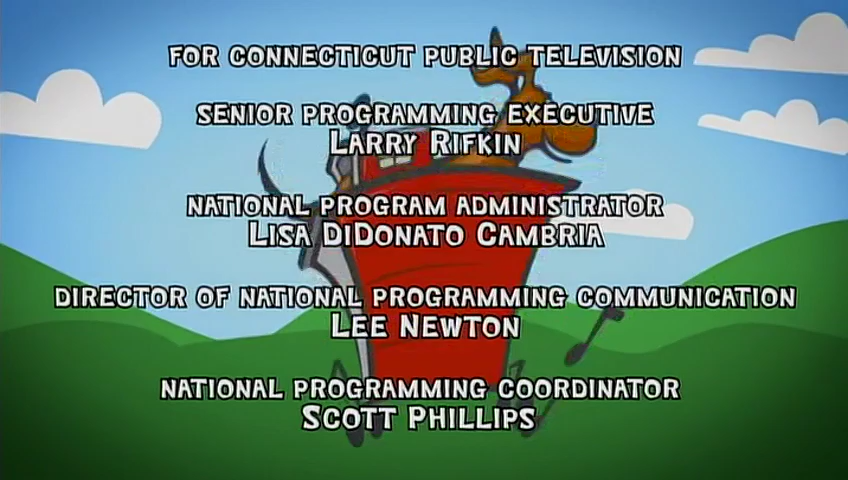 FOR CONNECTICUT PUBLIC TELEVISION
SENIOR PROGRAMMING EXECUTIVE
LARRY RIFKIN
NATIONAL PROGRAM ADMINISTRATOR
LISA DIDONATO CAMBRIA
DIRECTOR OF NATIONAL PROGRAMMING COMMUNICATION
LEE NEWTON
NATIONAL PROGRAMMING COORDINATOR
SCOTT PHILLIPS